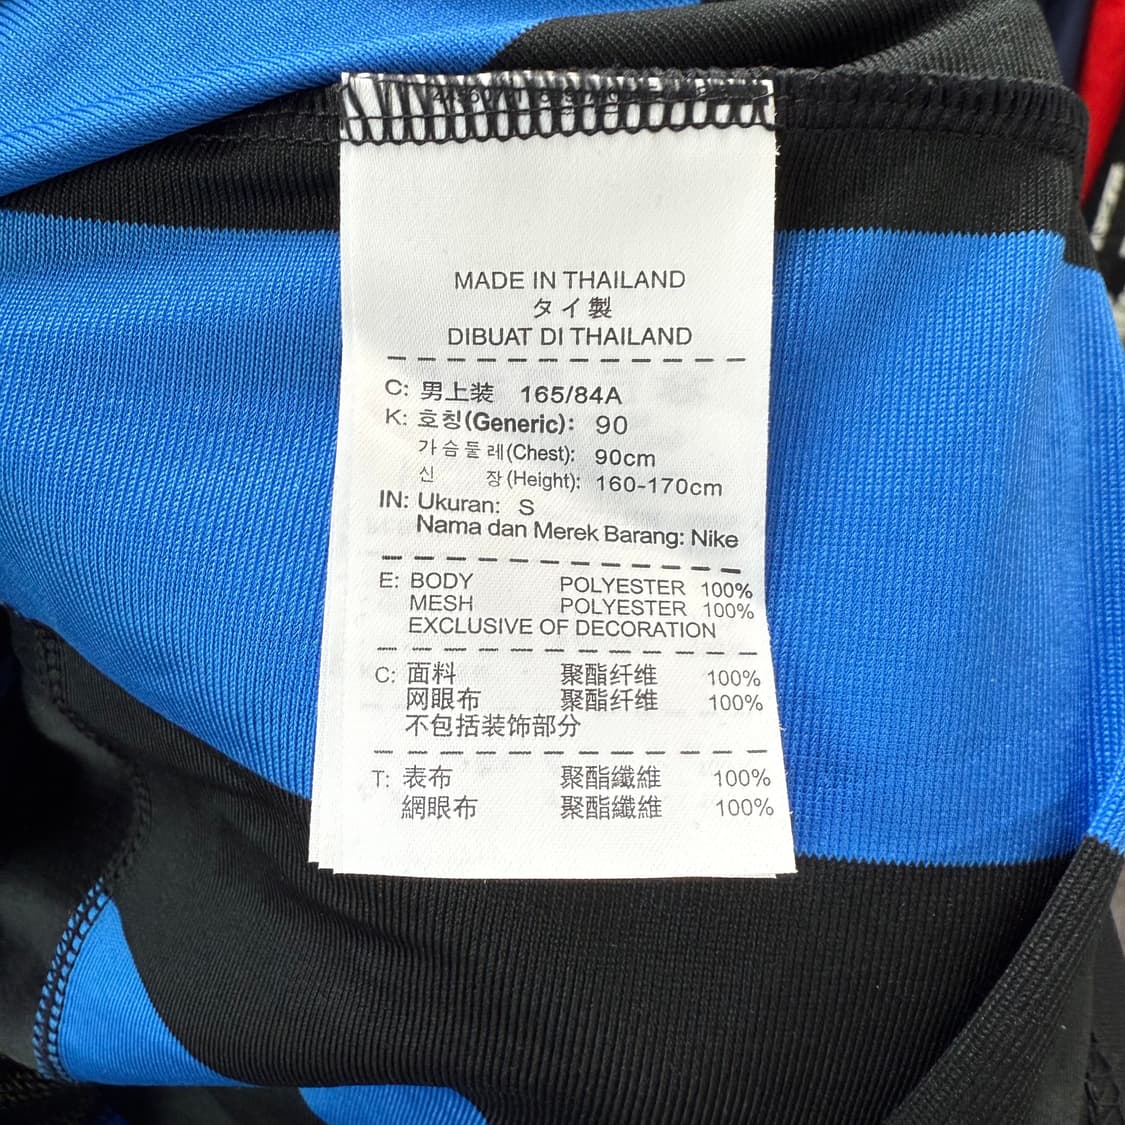 MADE IN THAILAND
タイ製
DIBUAT DI THAILAND
C: 男上装 165/84A
K: 호칭(Generic): 90
가슴둘레(Chest): 90cm
신 장(Height): 160-170cm
IN: Ukuran: S
Nama dan Merek Barang: Nike
E: BODY POLYESTER 100%
MESH POLYESTER 100%
EXCLUSIVE OF DECORATION
C: 面料 聚酯纤维 100%
网眼布 聚酯纤维 100%
不包括装饰部分
T: 表布 聚酯纖維 100%
網眼布 聚酯纖維 100%